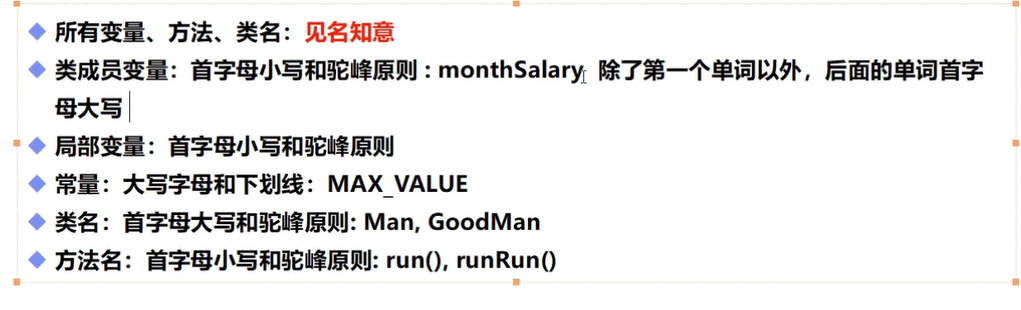 所有变量、方法、类名：见名知意
类成员变量：首字母小写和驼峰原则 : monthSalary 除了第一个单词以外，后面的单词首字
母大写
局部变量：首字母小写和驼峰原则
常量：大写字母和下划线：MAX_VALUE
类名：首字母大写和驼峰原则: Man, GoodMan
方法名：首字母小写和驼峰原则: run(), runRun()